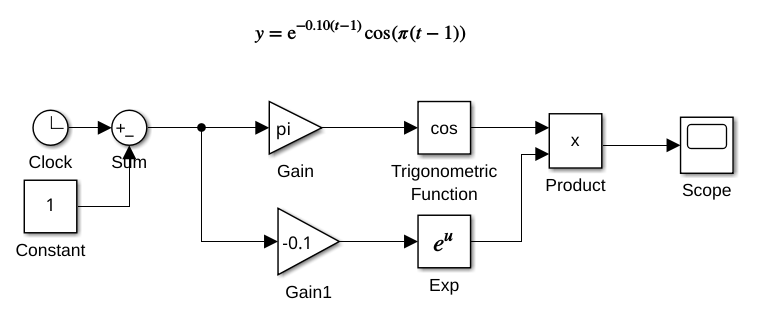 y = e^{-0.10(t-1)} cos(π(t − 1))
+
−
pi
cos
x
Clock
Sum
Gain
Trigonometric
Function
Product
Scope
1
-0.1
e^u
Constant
Gain1
Exp